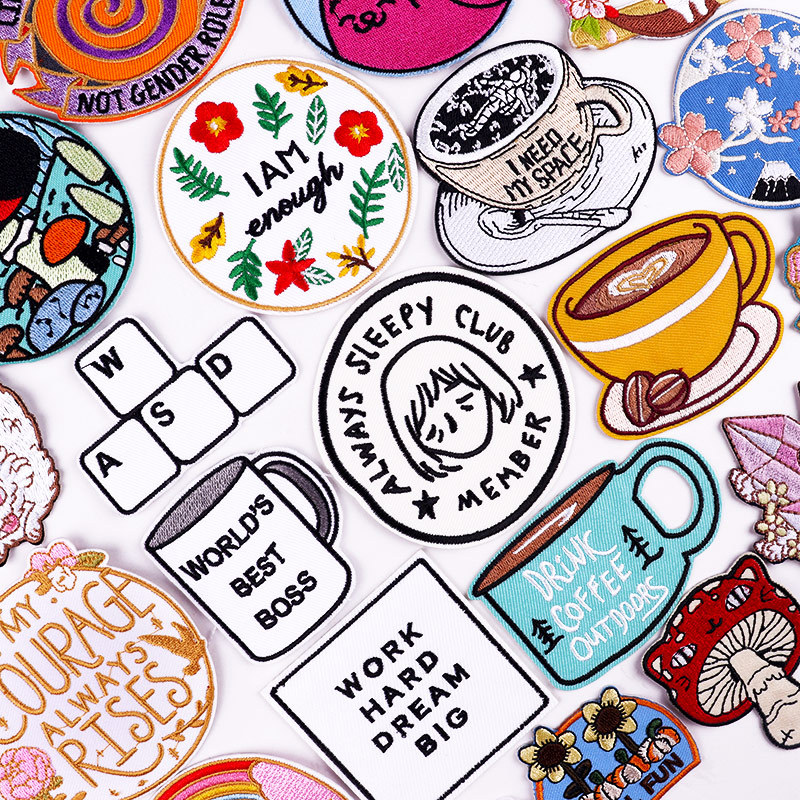 NOT GENDER ROLES
I AM
enough
I NEED
MY SPACE
W
A
S
D
ALWAYS SLEEPY CLUB
MEMBER
WORLD'S
BEST
BOSS
DRiNK
COFFEE
OUTDOORS
MY
COURAGE
ALWAYS
RISES
WORK
HARD
DREAM
BIG
FUN